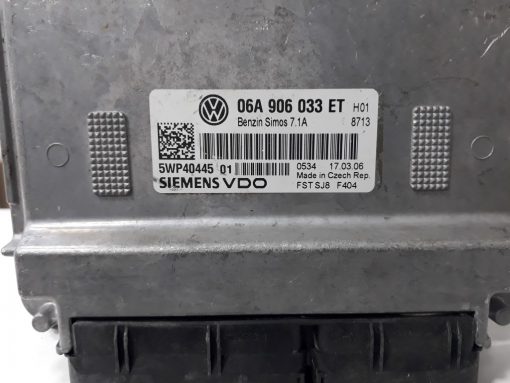 06A 906 033 ET H01
Benzin Simos 7.1A 8713
5WP40445 01 0534 17.03.06
Made in Czech Rep.
SIEMENS VDO FST SJ8 F404